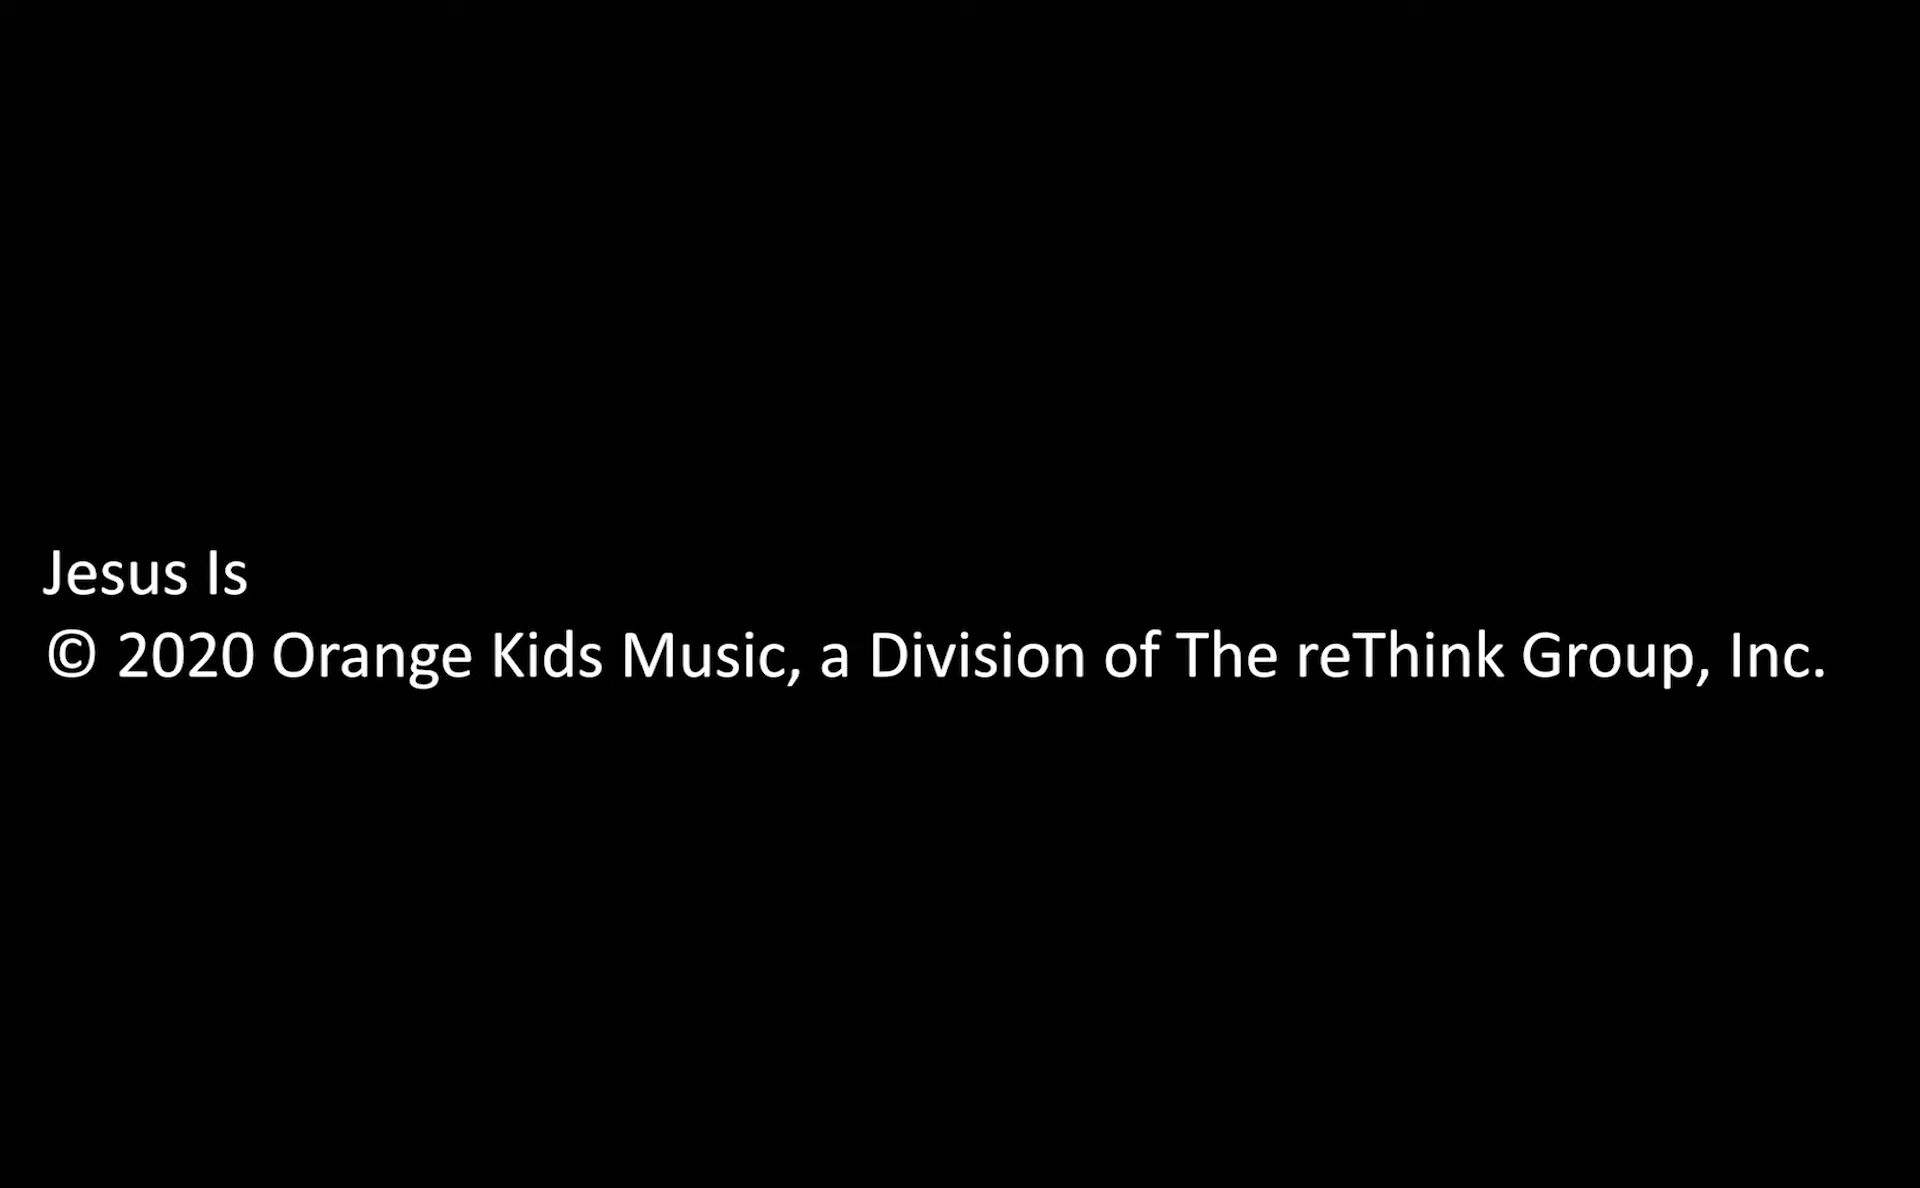 Jesus Is
© 2020 Orange Kids Music, a Division of The reThink Group, Inc.